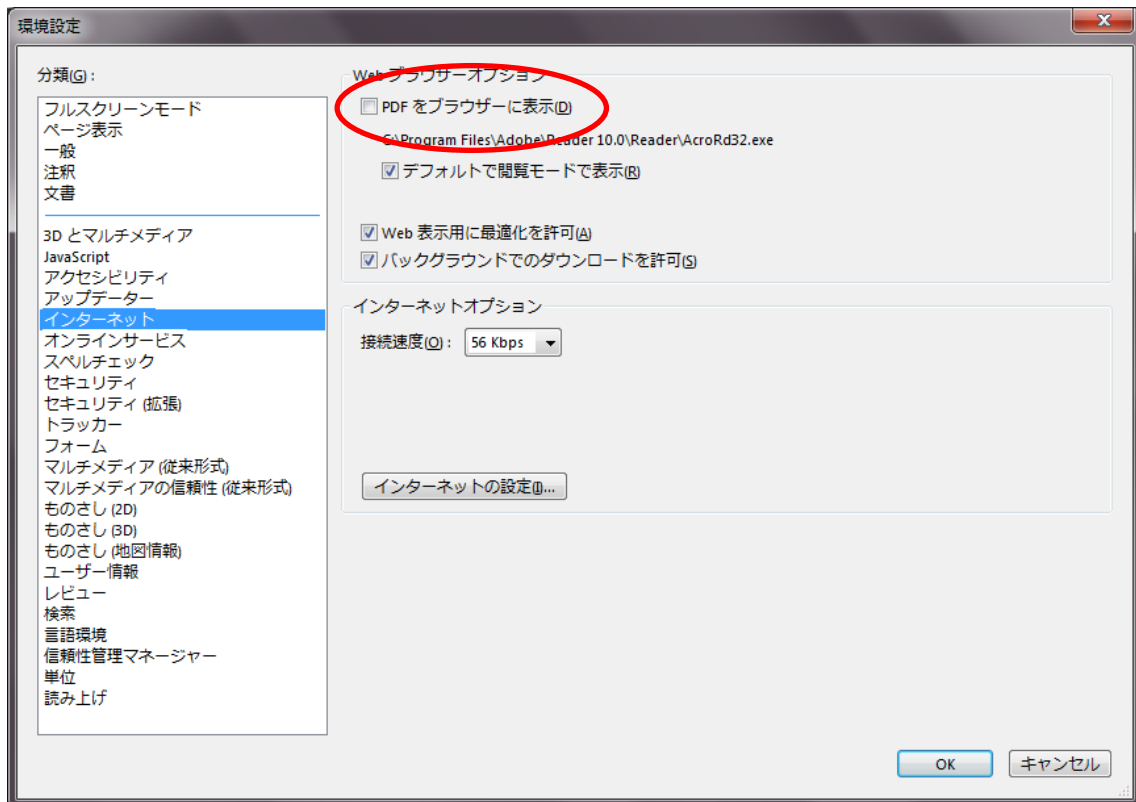 環境設定
分類(G):
フルスクリーンモード
ページ表示
一般
注釈
文書
3D とマルチメディア
JavaScript
アクセシビリティ
アップデーター
インターネット
オンラインサービス
スペルチェック
セキュリティ
セキュリティ (拡張)
トラッカー
フォーム
マルチメディア (従来形式)
マルチメディアの信頼性 (従来形式)
ものさし (2D)
ものさし (3D)
ものさし (地図情報)
ユーザー情報
レビュー
検索
言語環境
信頼性管理マネージャー
単位
読み上げ
Web ブラウザーオプション
PDF をブラウザーに表示(D)
C:\Program Files\Adobe\Reader 10.0\Reader\AcroRd32.exe
デフォルトで閲覧モードで表示(R)
Web 表示用に最適化を許可(A)
バックグラウンドでのダウンロードを許可(S)
インターネットオプション
接続速度(O): 56 Kbps
インターネットの設定(I)...
OK キャンセル